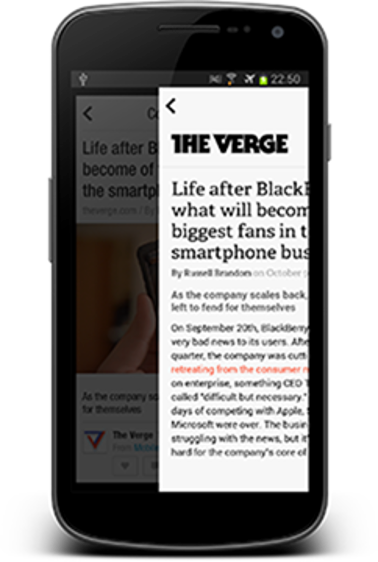 22:50
Co
Life after B
become of
the smartp
theverge.com / By
As the company sc
for themselves
The Verge
From Mobile
THE VERGE
Life after BlackB
what will becom
biggest fans in t
smartphone bus
By Russell Brandom on October
As the company scales back,
left to fend for themselves
On September 20th, BlackBerry
very bad news to its users. Afte
quarter, the company was cutti
retreating from the consumer m
on enterprise, something CEO T
called "difficult but necessary."
days of competing with Apple, S
Microsoft were over. The busin
struggling with the news, but it'
hard for the company's core of